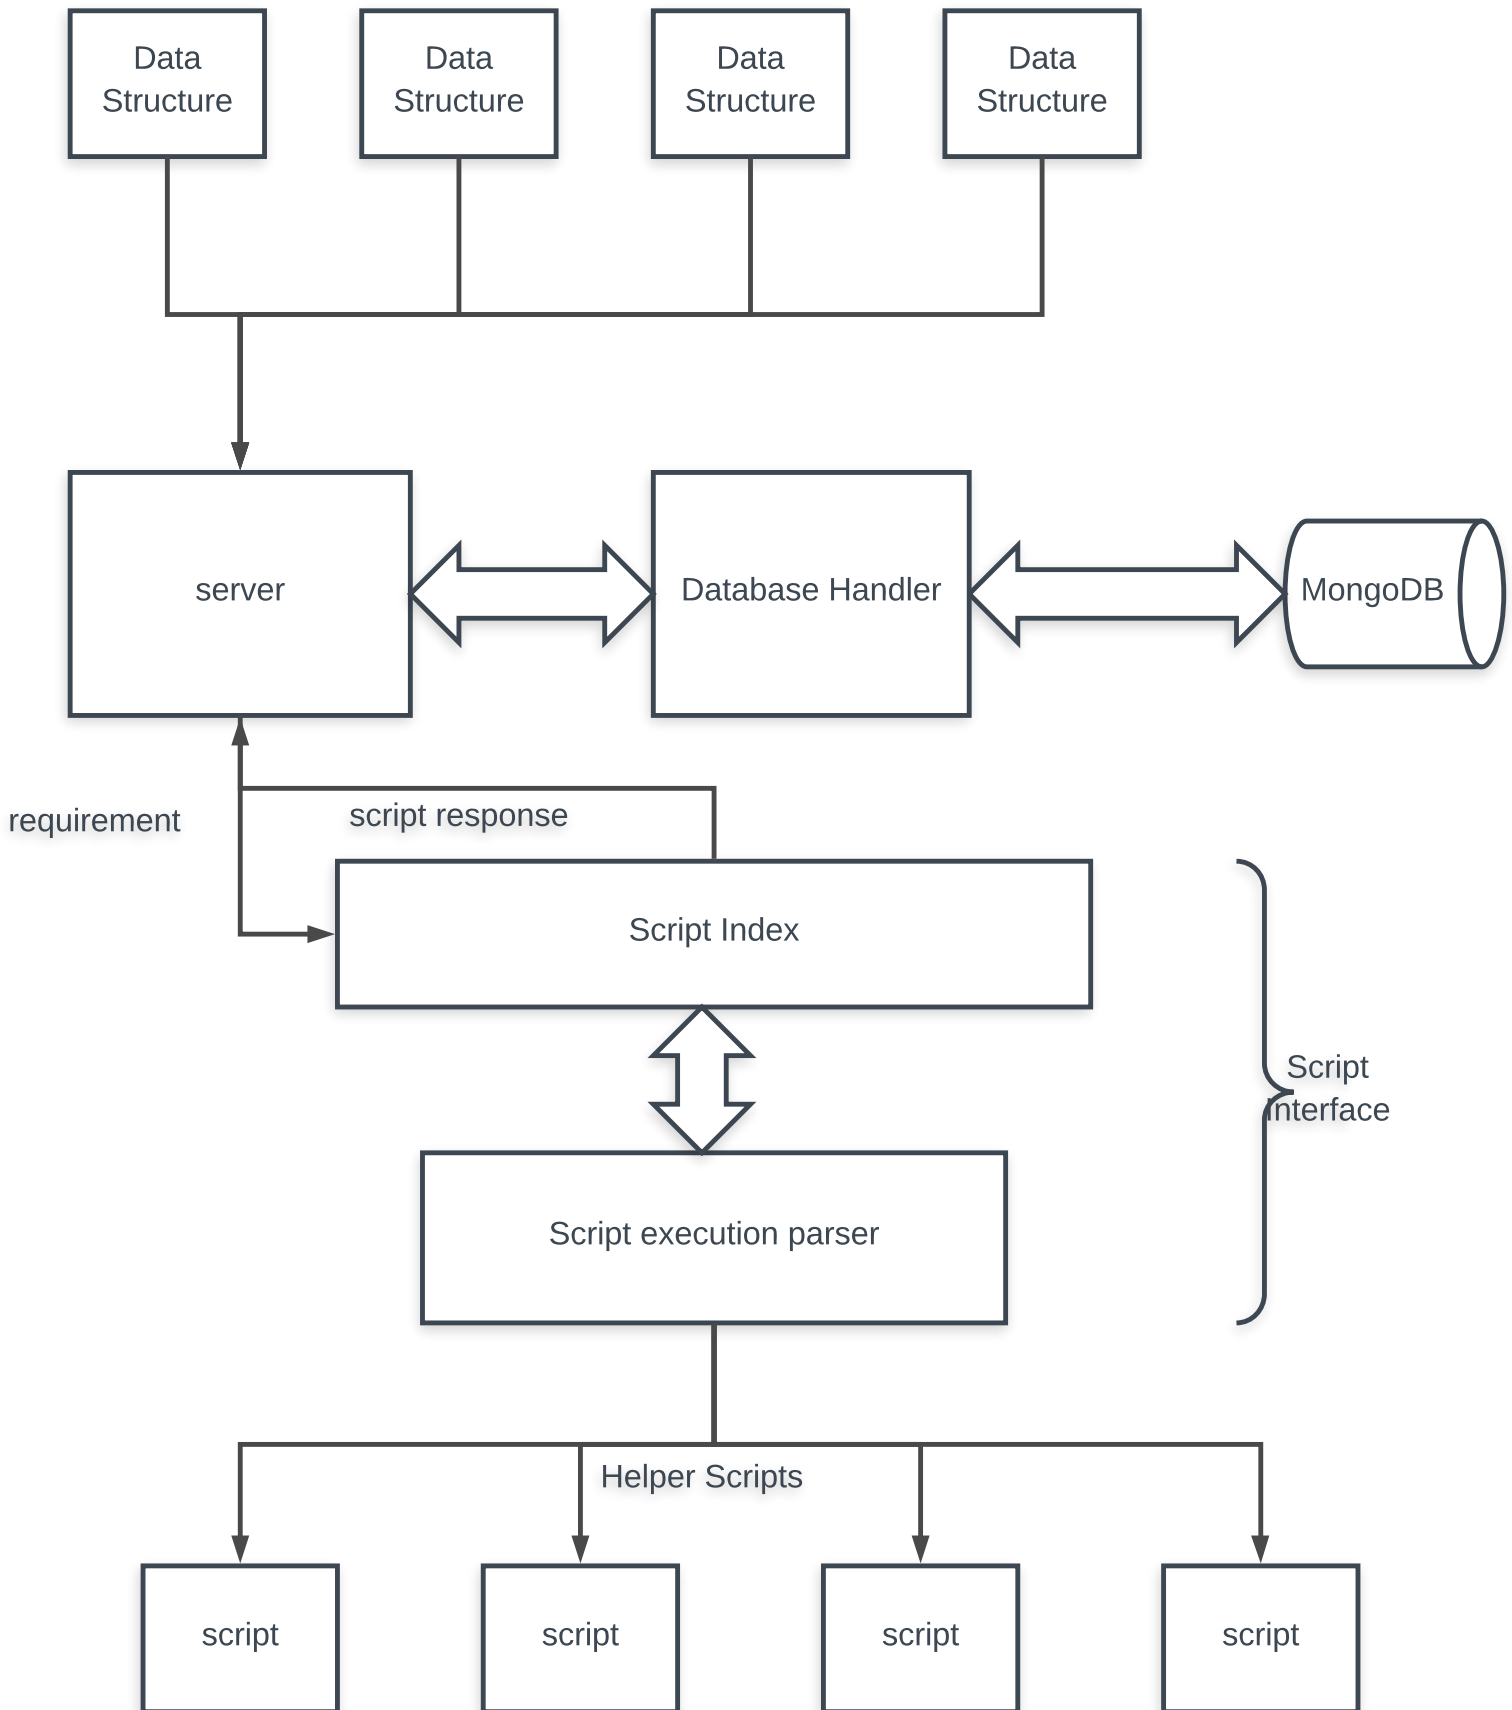 Data
Structure
Data
Structure
Data
Structure
Data
Structure
server
Database Handler
MongoDB
requirement
script response
Script Index
Script
Interface
Script execution parser
Helper Scripts
script
script
script
script